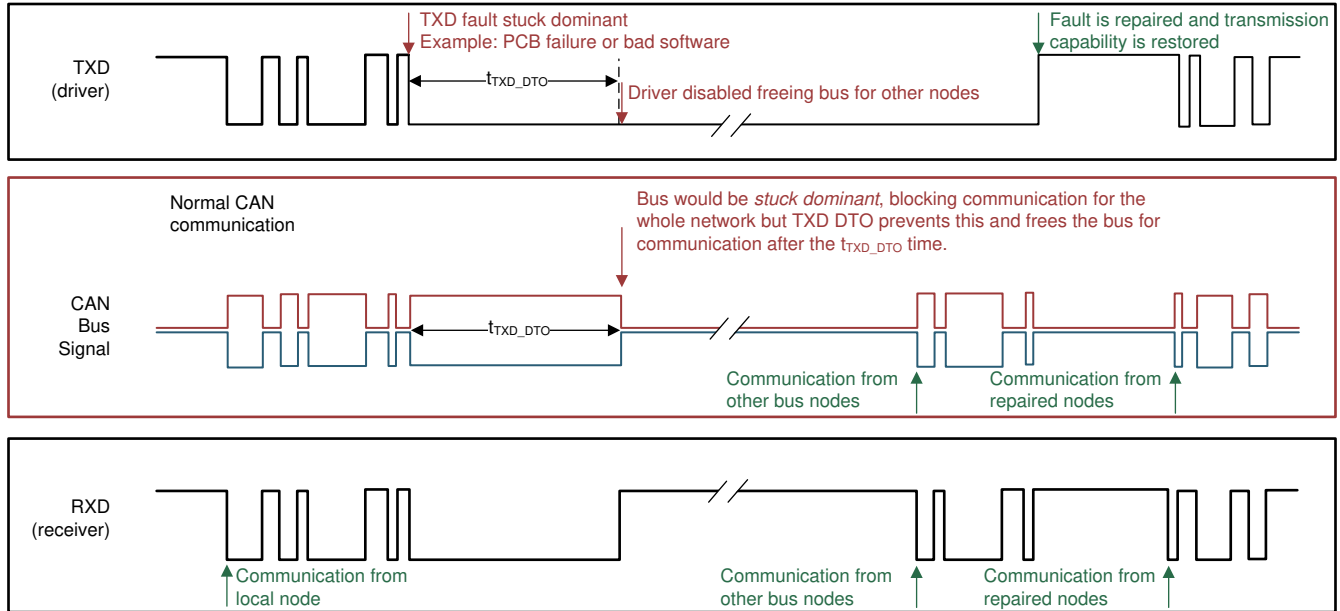 TXD fault stuck dominant
Example: PCB failure or bad software
Fault is repaired and transmission
capability is restored
TXD
(driver)
tTXD_DTO
Driver disabled freeing bus for other nodes
Normal CAN
communication
Bus would be stuck dominant, blocking communication for the
whole network but TXD DTO prevents this and frees the bus for
communication after the tTXD_DTO time.
CAN
Bus
Signal
tTXD_DTO
Communication from
other bus nodes
Communication from
repaired nodes
RXD
(receiver)
Communication from
local node
Communication from
other bus nodes
Communication from
repaired nodes